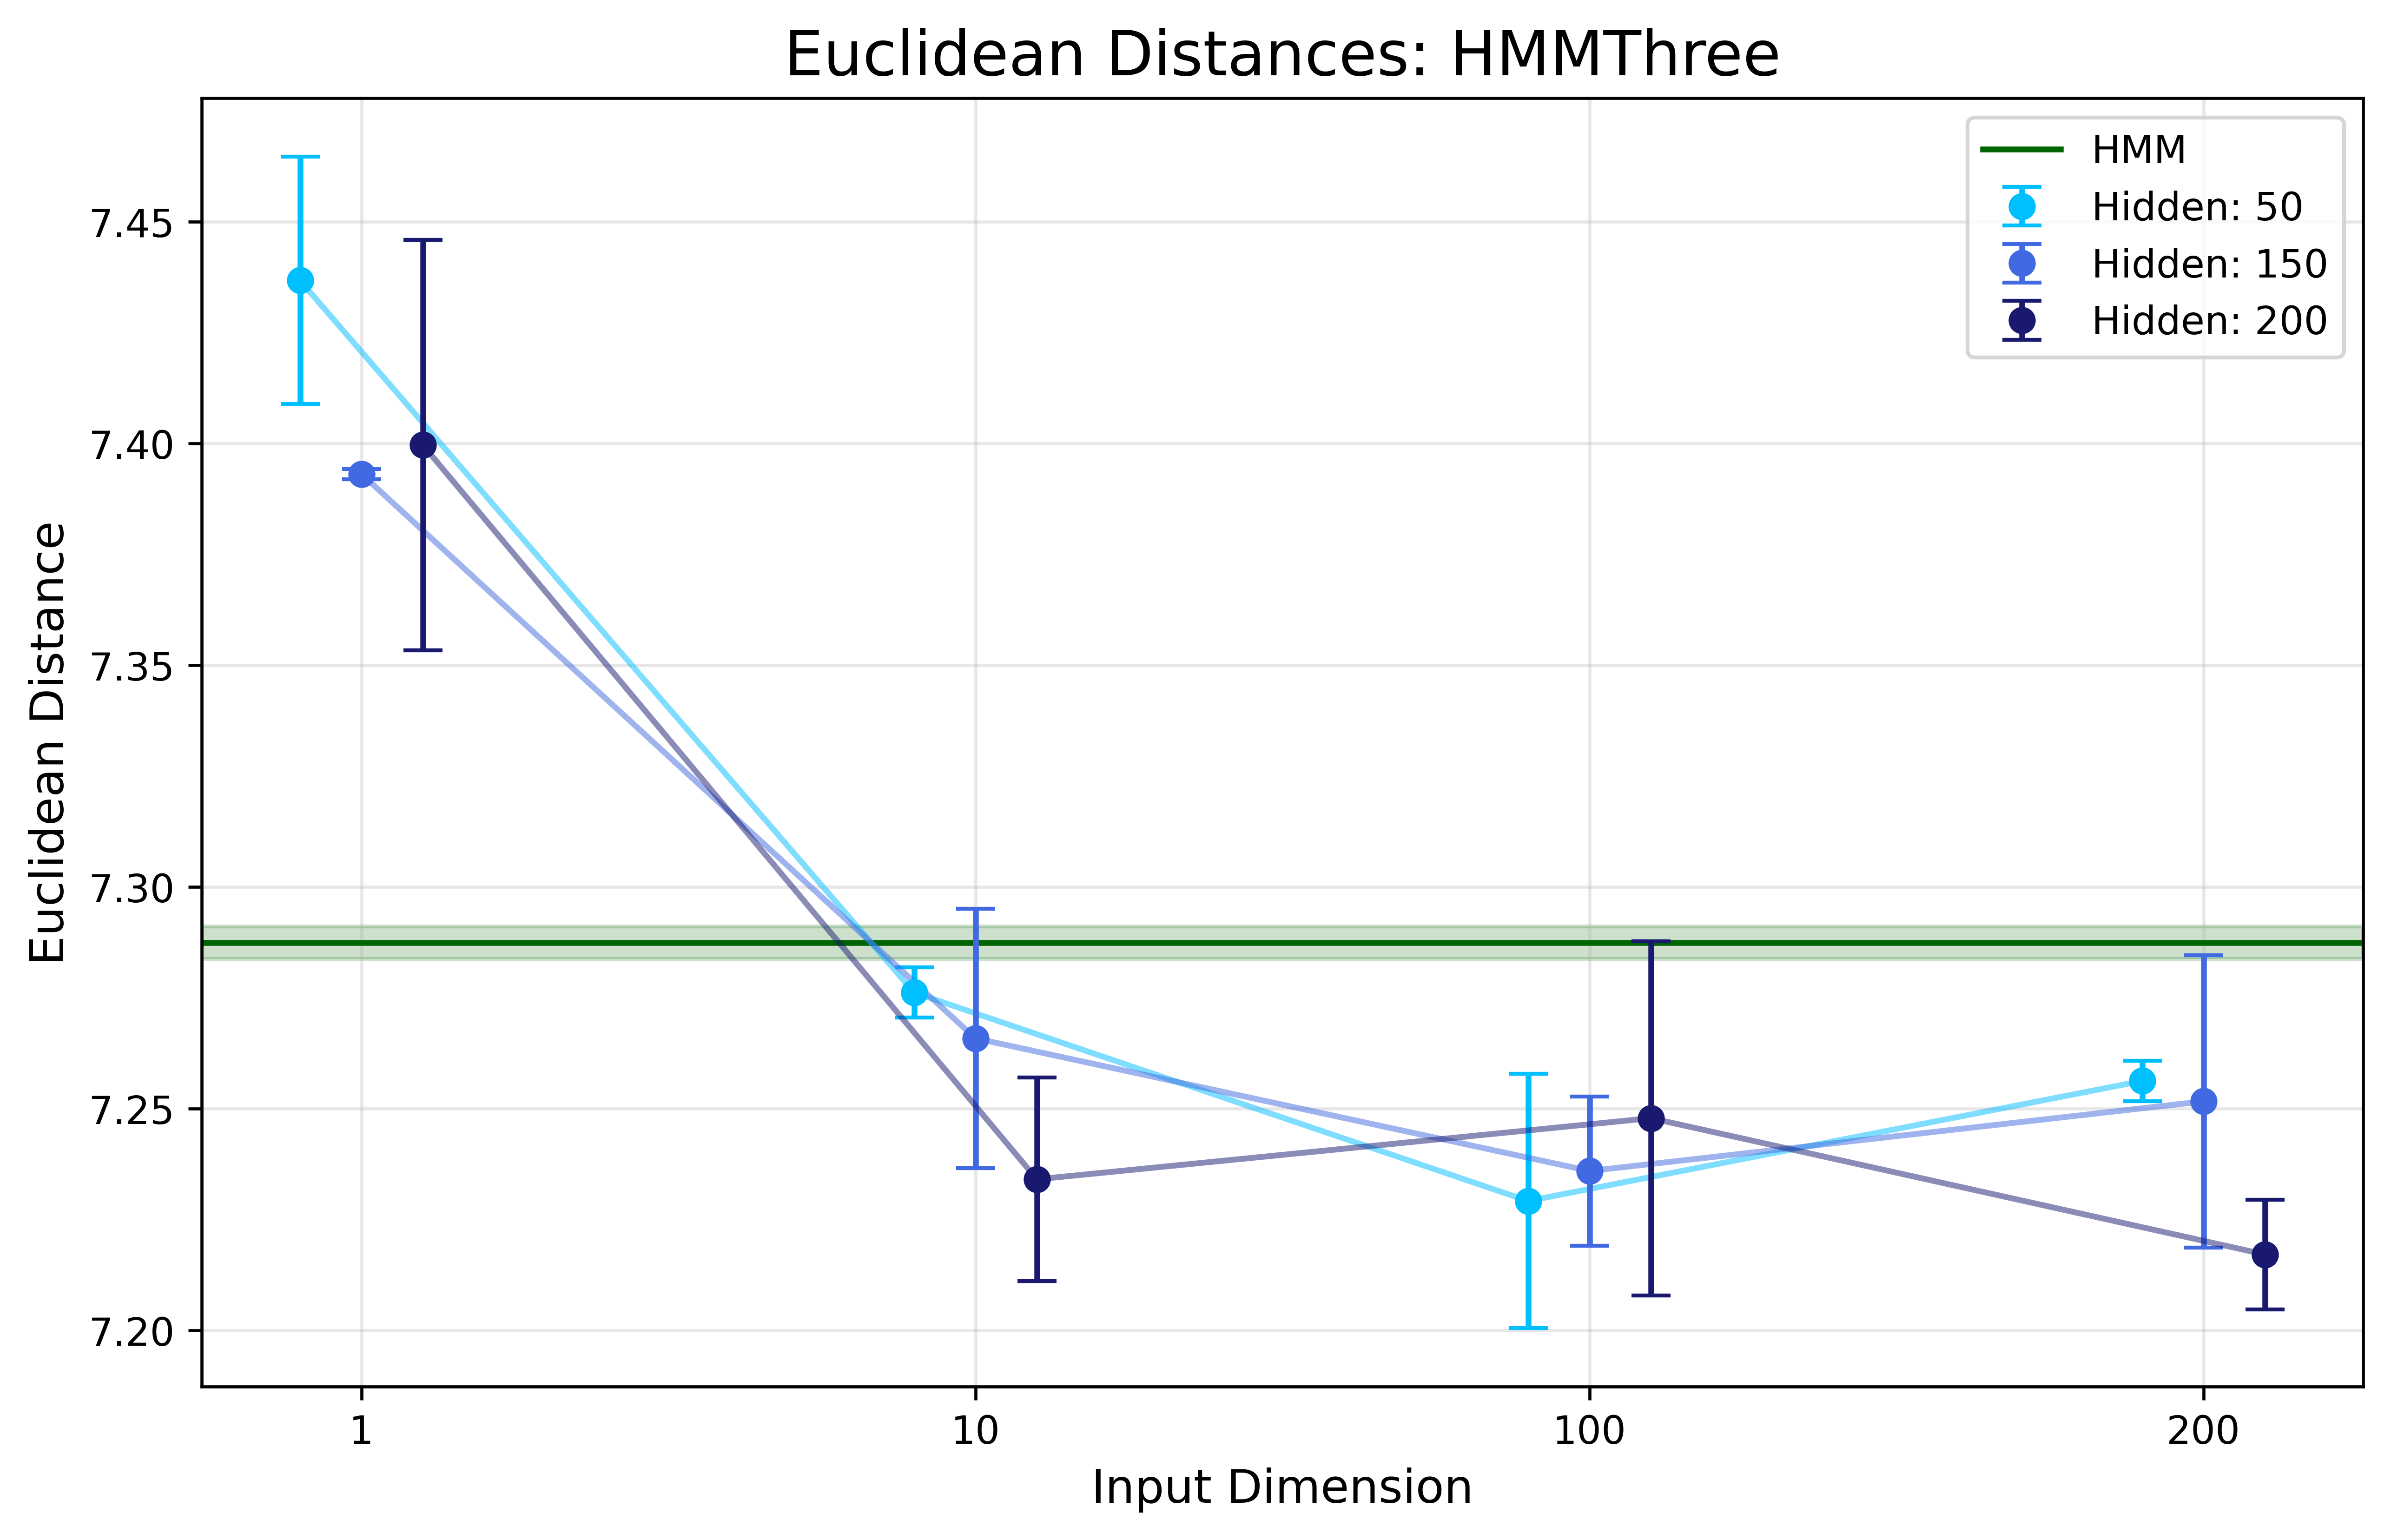 Euclidean Distances: HMMThree
HMM
Hidden: 50
Hidden: 150
Hidden: 200
Euclidean Distance
7.45
7.40
7.35
7.30
7.25
7.20
1
10
100
200
Input Dimension